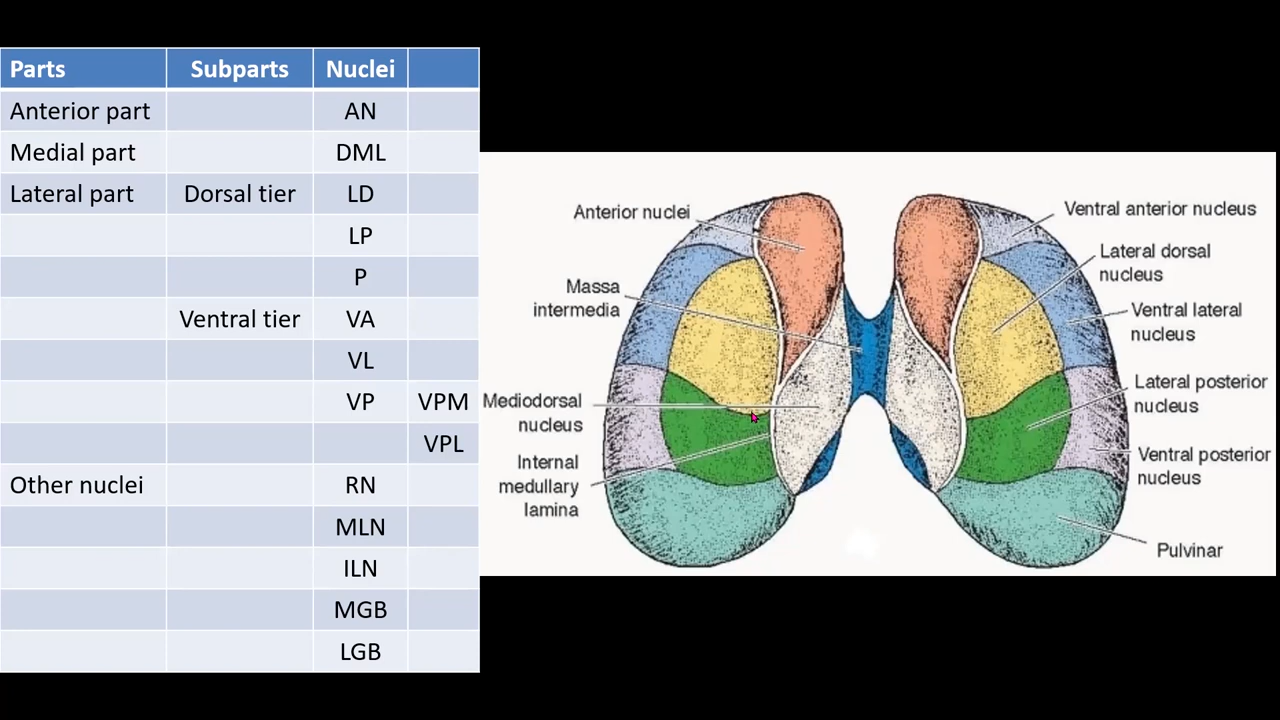 Parts Subparts Nuclei
Anterior part AN
Medial part DML
Lateral part Dorsal tier LD
LP
P
Ventral tier VA
VL
VP VPM
VPL
Other nuclei RN
MLN
ILN
MGB
LGB
Anterior nuclei
Massa
intermedia
Mediodorsal
nucleus
Internal
medullary
lamina
Ventral anterior nucleus
Lateral dorsal
nucleus
Ventral lateral
nucleus
Lateral posterior
nucleus
Ventral posterior
nucleus
Pulvinar